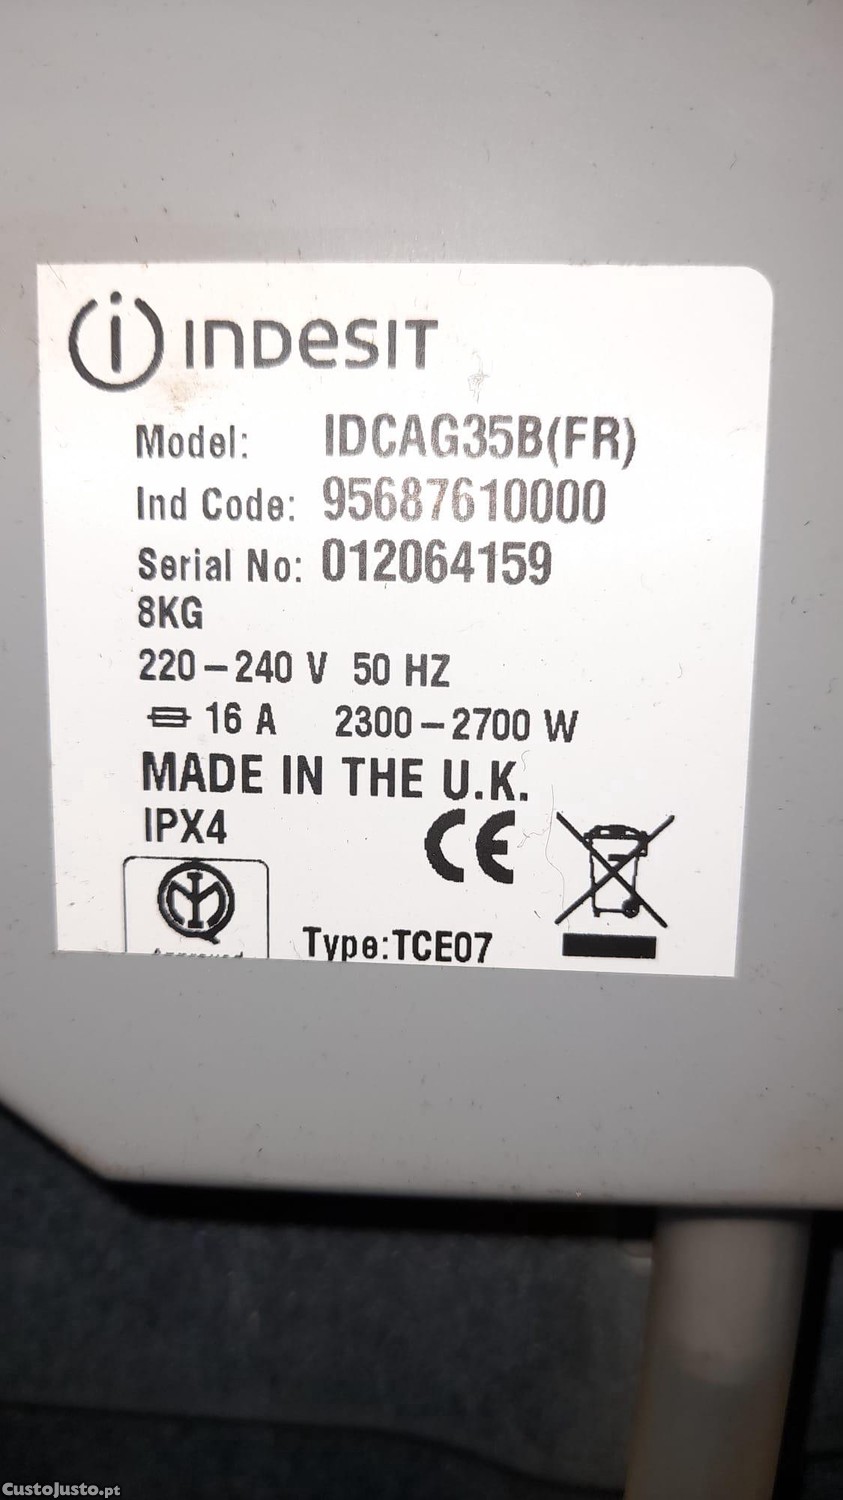 INDESIT
Model: IDCAG35B(FR)
Ind Code: 95687610000
Serial No: 012064159
8KG
220-240 V 50 HZ
16 A 2300-2700 W
MADE IN THE U.K.
IPX4
CE
Approved
Type:TCE07
CustoJusto.pt